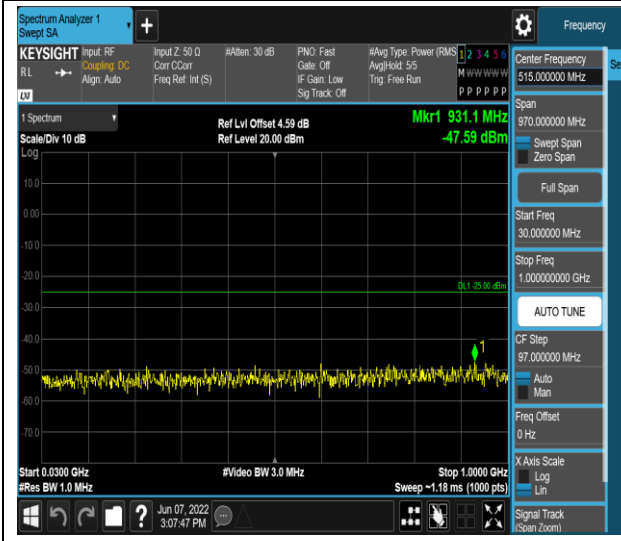 Spectrum Analyzer 1
Swept SA
Frequency
KEYSIGHT
RL
LXI
Input: RF
Coupling: DC
Align: Auto
Input Z: 50 Ω
Corr CCorr
Freq Ref: Int (S)
#Atten: 30 dB
PNO: Fast
Gate: Off
IF Gain: Low
Sig Track: Off
#Avg Type: Power (RMS
Avg|Hold: 5/5
Trig: Free Run
1 2 3 4 5 6
M W W W W W
P P P P P P
1 Spectrum
Scale/Div 10 dB
Log
Ref Lvl Offset 4.59 dB
Ref Level 20.00 dBm
Mkr1 931.1 MHz
-47.59 dBm
10.0
0.00
-10.0
-20.0
DL1 -25.00 dBm
-30.0
-40.0
1
-50.0
-60.0
-70.0
Start 0.0300 GHz
#Res BW 1.0 MHz
#Video BW 3.0 MHz
Stop 1.0000 GHz
Sweep ~1.18 ms (1000 pts)
Jun 07, 2022
3:07:47 PM
Center Frequency
515.000000 MHz
Se
Span
970.000000 MHz
Swept Span
Zero Span
Full Span
Start Freq
30.000000 MHz
Stop Freq
1.000000000 GHz
AUTO TUNE
CF Step
97.000000 MHz
Auto
Man
Freq Offset
0 Hz
X Axis Scale
Log
Lin
Signal Track
(Span Zoom)